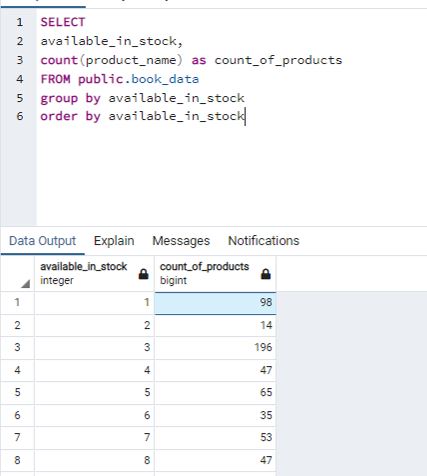 1 SELECT
2 available_in_stock,
3 count(product_name) as count_of_products
4 FROM public.book_data
5 group by available_in_stock
6 order by available_in_stock
Data Output Explain Messages Notifications
available_in_stock integer count_of_products bigint
1 1 98
2 2 14
3 3 196
4 4 47
5 5 65
6 6 35
7 7 53
8 8 47